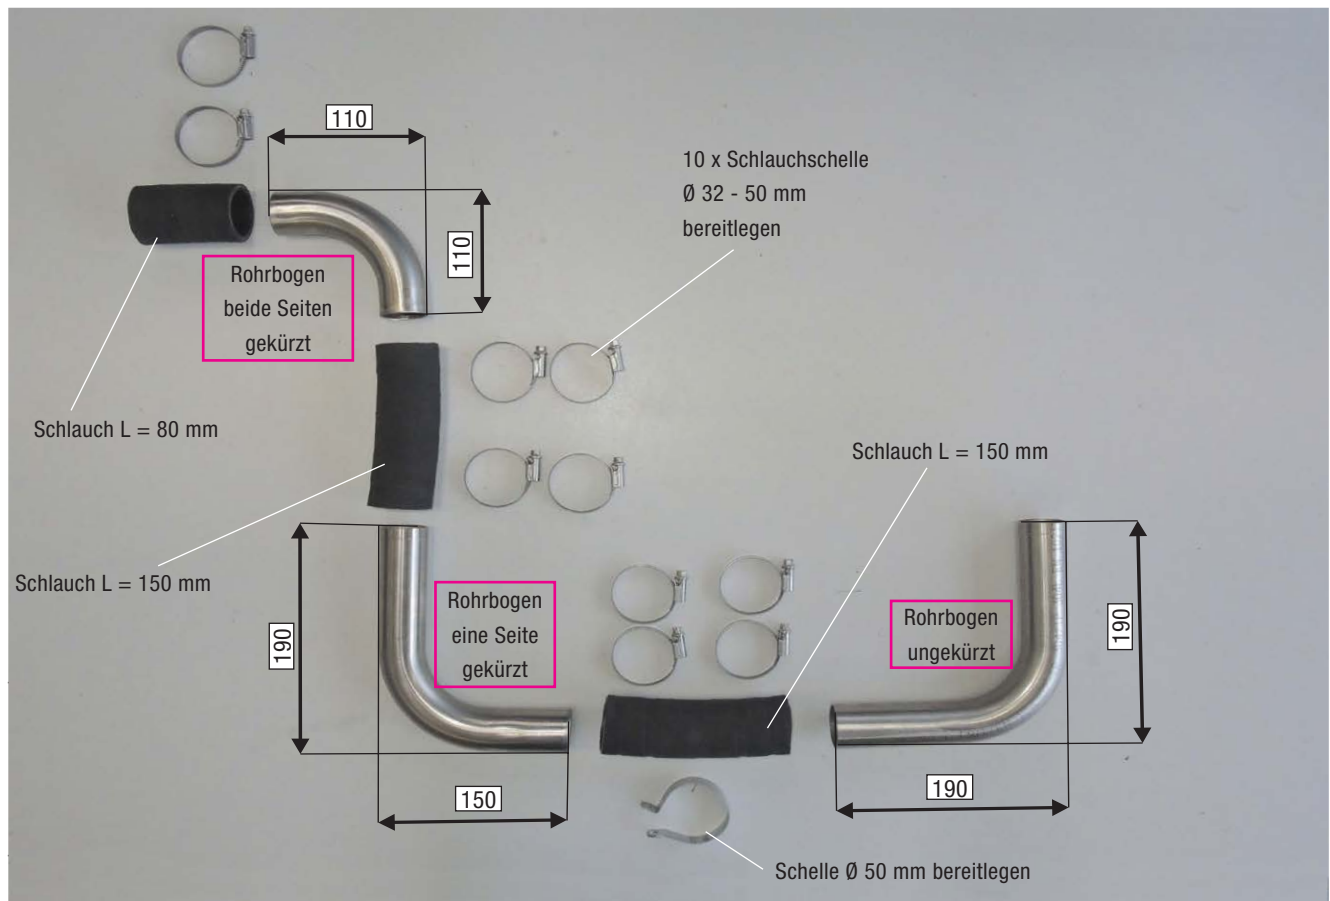 110
10 x Schlauchschelle
Ø 32 - 50 mm
bereitlegen
110
Rohrbogen
beide Seiten
gekürzt
Schlauch L = 80 mm
Schlauch L = 150 mm
Schlauch L = 150 mm
190
Rohrbogen
eine Seite
gekürzt
Rohrbogen
ungekürzt
190
150
190
Schelle Ø 50 mm bereitlegen